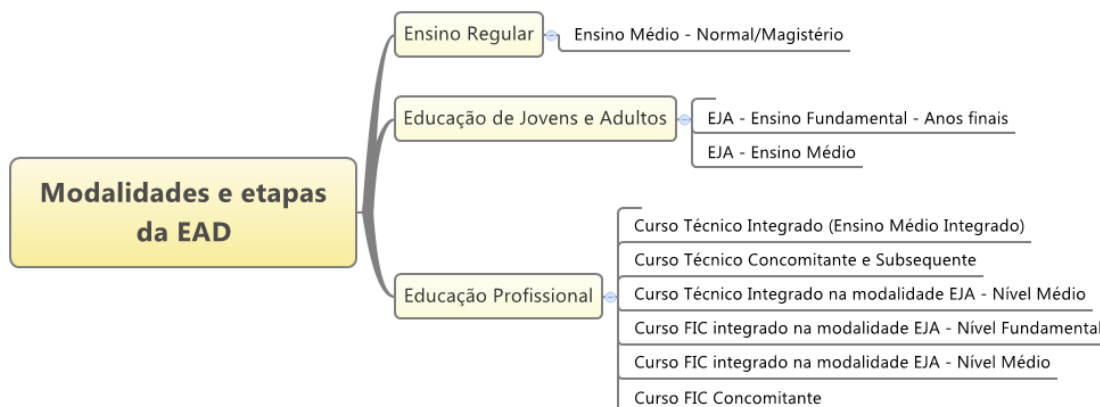 Modalidades e etapas
da EAD
Ensino Regular
Ensino Médio - Normal/Magistério
Educação de Jovens e Adultos
EJA - Ensino Fundamental - Anos finais
EJA - Ensino Médio
Educação Profissional
Curso Técnico Integrado (Ensino Médio Integrado)
Curso Técnico Concomitante e Subsequente
Curso Técnico Integrado na modalidade EJA - Nível Médio
Curso FIC integrado na modalidade EJA - Nível Fundamental
Curso FIC integrado na modalidade EJA - Nível Médio
Curso FIC Concomitante